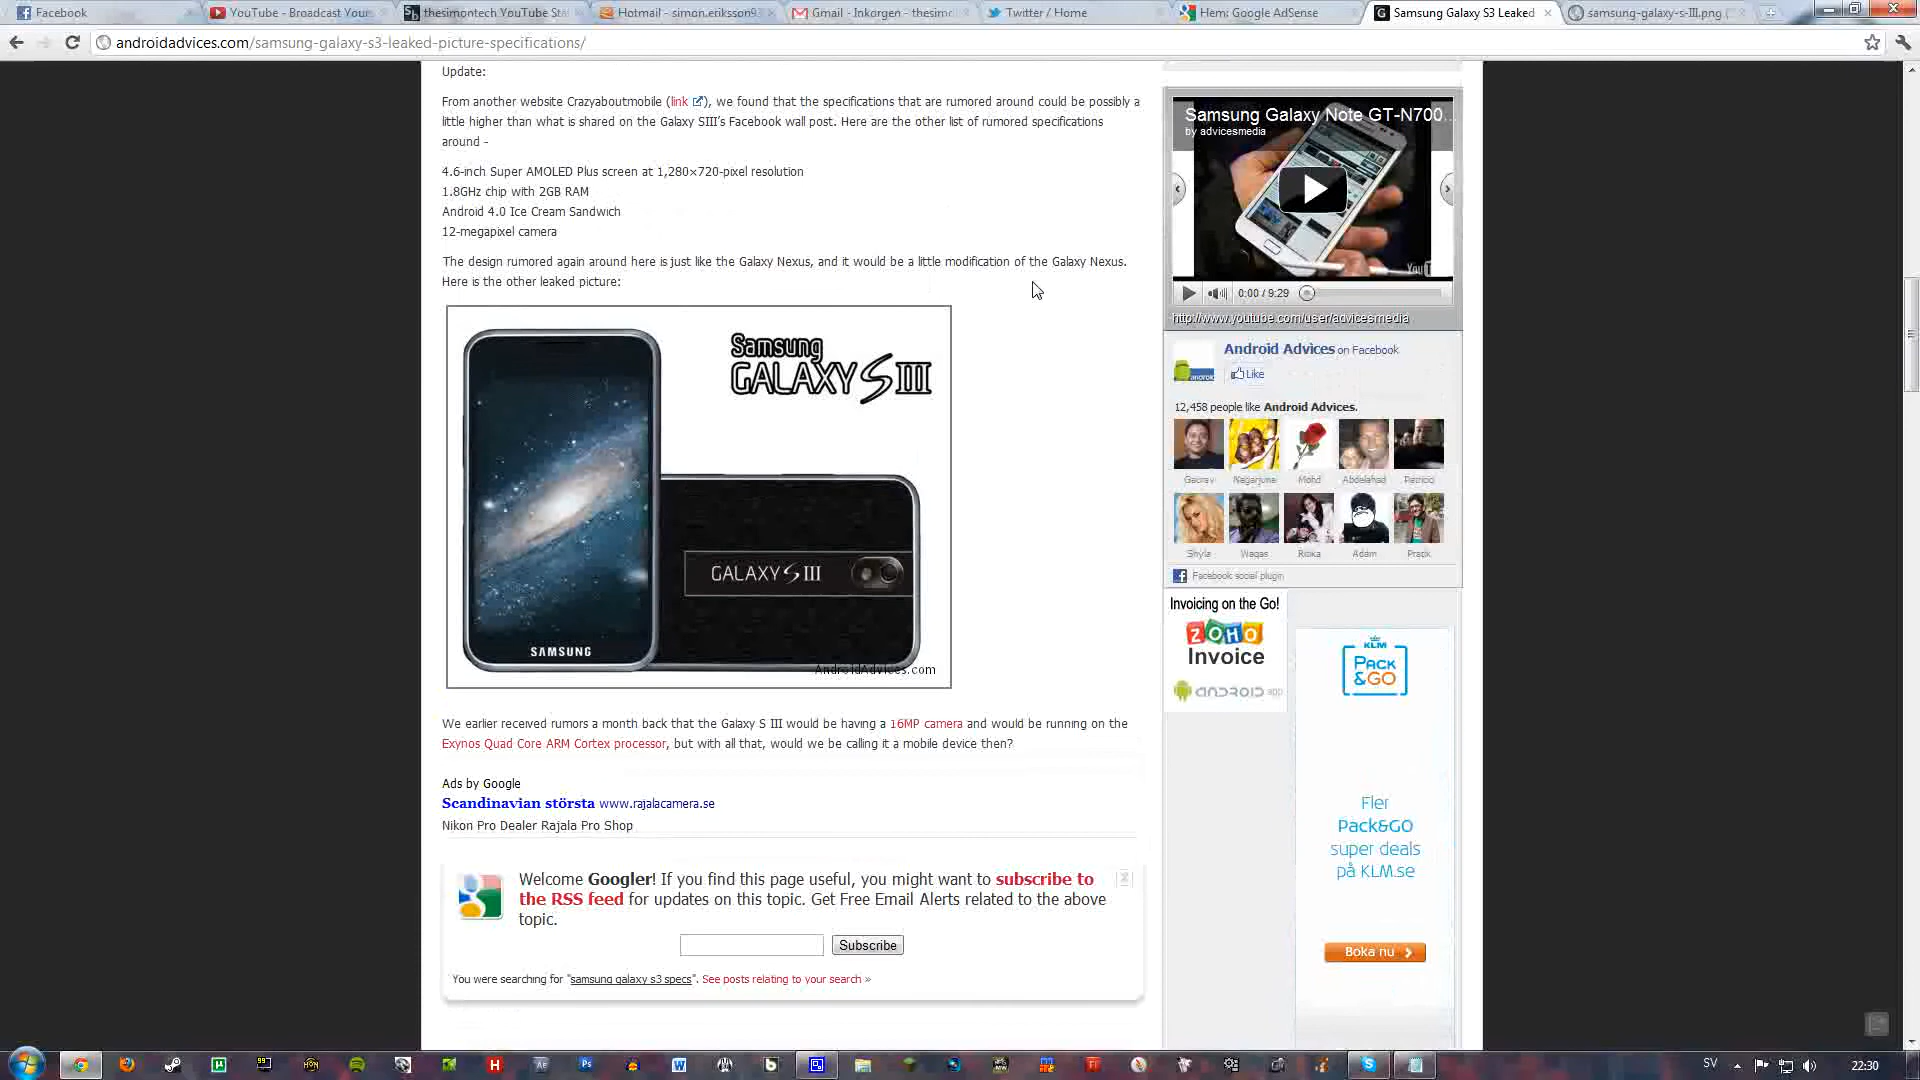 Facebook
YouTube - Broadcast Yours
thesimontech YouTube Sta
Hotmail - simon.eriksson93
Gmail - Inkorgen - thesimo
Twitter / Home
Hem: Google AdSense
Samsung Galaxy S3 Leaked
samsung-galaxy-s-III.png (
androidadvices.com/samsung-galaxy-s3-leaked-picture-specifications/
Update:
From another website Crazyaboutmobile (link), we found that the specifications that are rumored around could be possibly a
little higher than what is shared on the Galaxy SIII's Facebook wall post. Here are the other list of rumored specifications
around -
4.6-inch Super AMOLED Plus screen at 1,280×720-pixel resolution
1.8GHz chip with 2GB RAM
Android 4.0 Ice Cream Sandwich
12-megapixel camera
The design rumored again around here is just like the Galaxy Nexus, and it would be a little modification of the Galaxy Nexus.
Here is the other leaked picture:
Samsung
GALAXY S III
GALAXY S III
SAMSUNG
AndroidAdvices.com
We earlier received rumors a month back that the Galaxy S III would be having a 16MP camera and would be running on the
Exynos Quad Core ARM Cortex processor, but with all that, would we be calling it a mobile device then?
Ads by Google
Scandinavian största www.rajalacamera.se
Nikon Pro Dealer Rajala Pro Shop
Welcome Googler! If you find this page useful, you might want to subscribe to
the RSS feed for updates on this topic. Get Free Email Alerts related to the above
topic.
Subscribe
You were searching for "samsung galaxy s3 specs". See posts relating to your search »
Samsung Galaxy Note GT-N700...
by advicesmedia
0:00 / 9:29
http://www.youtube.com/user/advicesmedia
Android Advices on Facebook
Like
12,458 people like Android Advices.
Gaurav Nagarjuna Mohd Abdelahad Patricio
Shyla Waqas Ritika Adam Pratik
Facebook social plugin
Invoicing on the Go!
ZOHO
Invoice
ANDROID app
KLM
PACK
&GO
Fler
Pack&GO
super deals
på KLM.se
Boka nu
SV
22:30